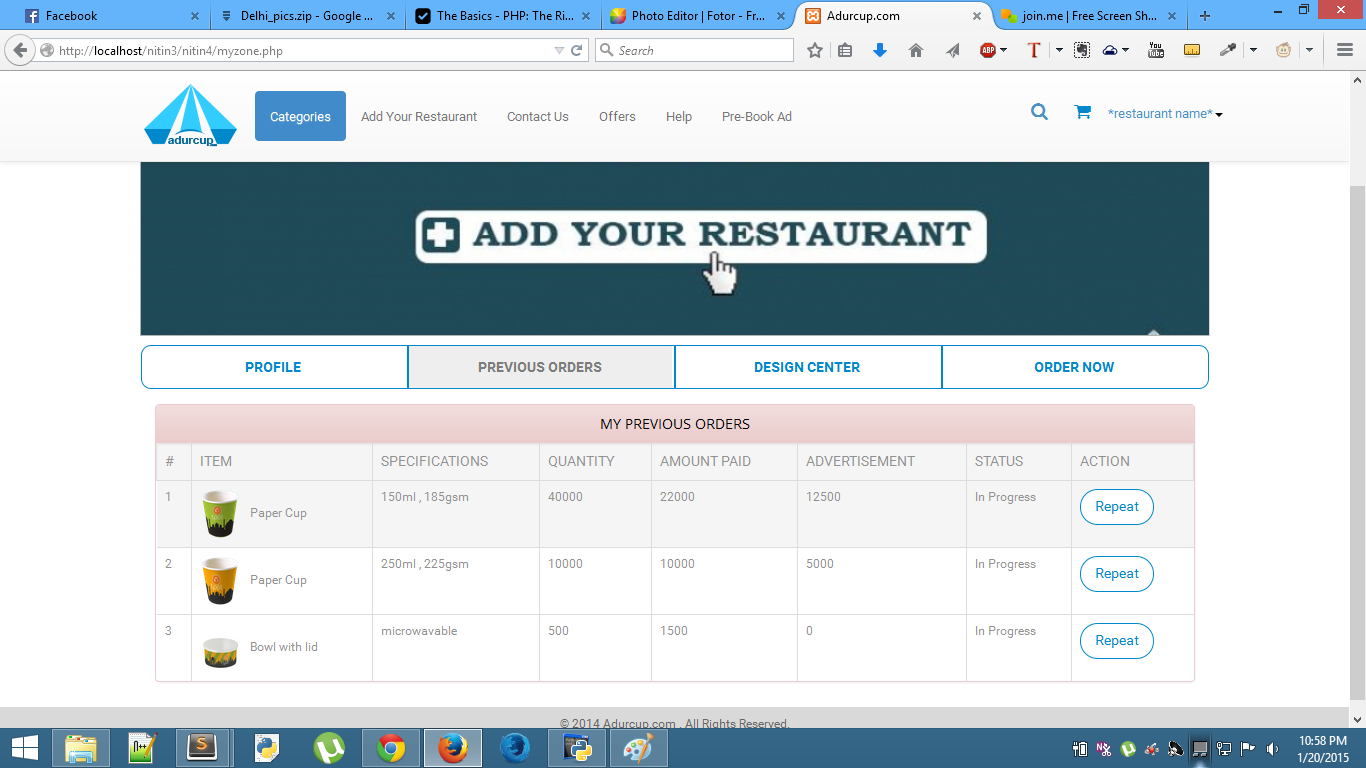 Facebook
Delhi_pics.zip - Google ...
The Basics - PHP: The Ri...
Photo Editor | Fotor - Fr...
Adurcup.com
join.me | Free Screen Sh...
http://localhost/nitin3/nitin4/myzone.php
Search
ABP
You
Tube
adurcup_
Categories
Add Your Restaurant
Contact Us
Offers
Help
Pre-Book Ad
*restaurant name*
ADD YOUR RESTAURANT
PROFILE
PREVIOUS ORDERS
DESIGN CENTER
ORDER NOW
MY PREVIOUS ORDERS
# ITEM SPECIFICATIONS QUANTITY AMOUNT PAID ADVERTISEMENT STATUS ACTION
1 Paper Cup 150ml , 185gsm 40000 22000 12500 In Progress Repeat
2 Paper Cup 250ml , 225gsm 10000 10000 5000 In Progress Repeat
3 Bowl with lid microwavable 500 1500 0 In Progress Repeat
© 2014 Adurcup.com . All Rights Reserved.
10:58 PM
1/20/2015